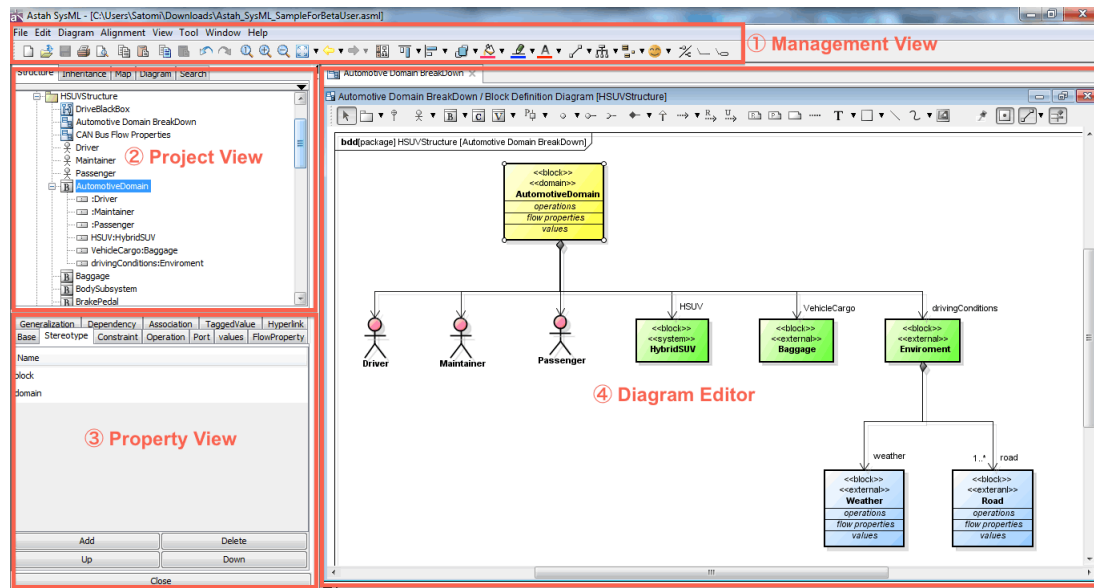 Astah SysML - [C:\Users\Satomi\Downloads\Astah_SysML_SampleForBetaUser.asml]
File Edit Diagram Alignment View Tool Window Help
① Management View
Structure Inheritance Map Diagram Search
HSUVStructure
DriveBlackBox
Automotive Domain BreakDown
CAN Bus Flow Properties
Driver
Maintainer
Passenger
② Project View
AutomotiveDomain
:Driver
:Maintainer
:Passenger
HSUV:HybridSUV
VehicleCargo:Baggage
drivingConditions:Enviroment
Baggage
BodySubsystem
BrakePedal
Generalization Dependency Association TaggedValue Hyperlink
Base Stereotype Constraint Operation Port values FlowProperty
Name
block
domain
③ Property View
Add Delete
Up Down
Close
Automotive Domain BreakDown
Automotive Domain BreakDown / Block Definition Diagram [HSUVStructure]
bdd[package] HSUVStructure [Automotive Domain BreakDown]
<<block>>
<<domain>>
AutomotiveDomain
operations
flow properties
values
HSUV VehicleCargo drivingConditions
Driver
Maintainer
Passenger
<<block>>
<<system>>
HybridSUV
<<block>>
<<external>>
Baggage
<<block>>
<<external>>
Enviroment
④ Diagram Editor
weather 1..* road
<<block>>
<<external>>
Weather
operations
flow properties
values
<<block>>
<<exteranl>>
Road
operations
flow properties
values